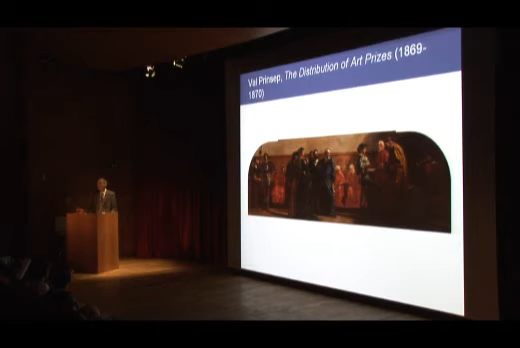 Val Prinsep, The Distribution of Art Prizes (1869-
1870)